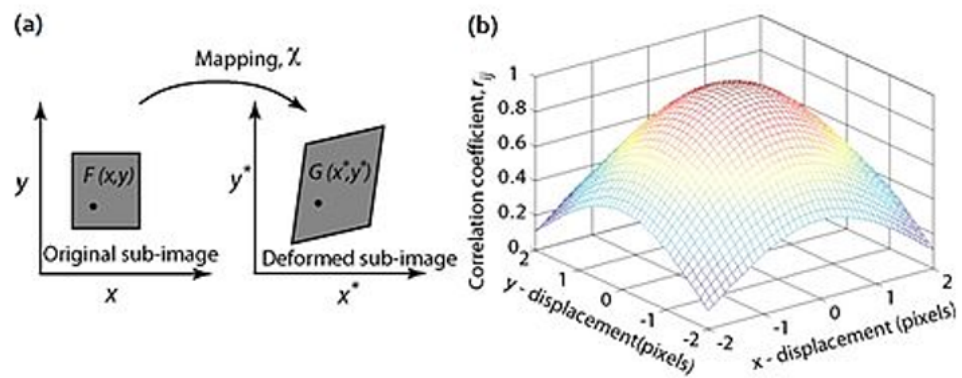 (a)
Mapping, χ
y
F (x,y)
Original sub-image
x
y*
G (x*,y*)
Deformed sub-image
x*
(b)
Correlation coefficient, rij
1
0.8
0.6
0.4
0.2
0
2
1
0
-1
-2
y - displacement(pixels)
-2
-1
0
1
2
x - displacement (pixels)